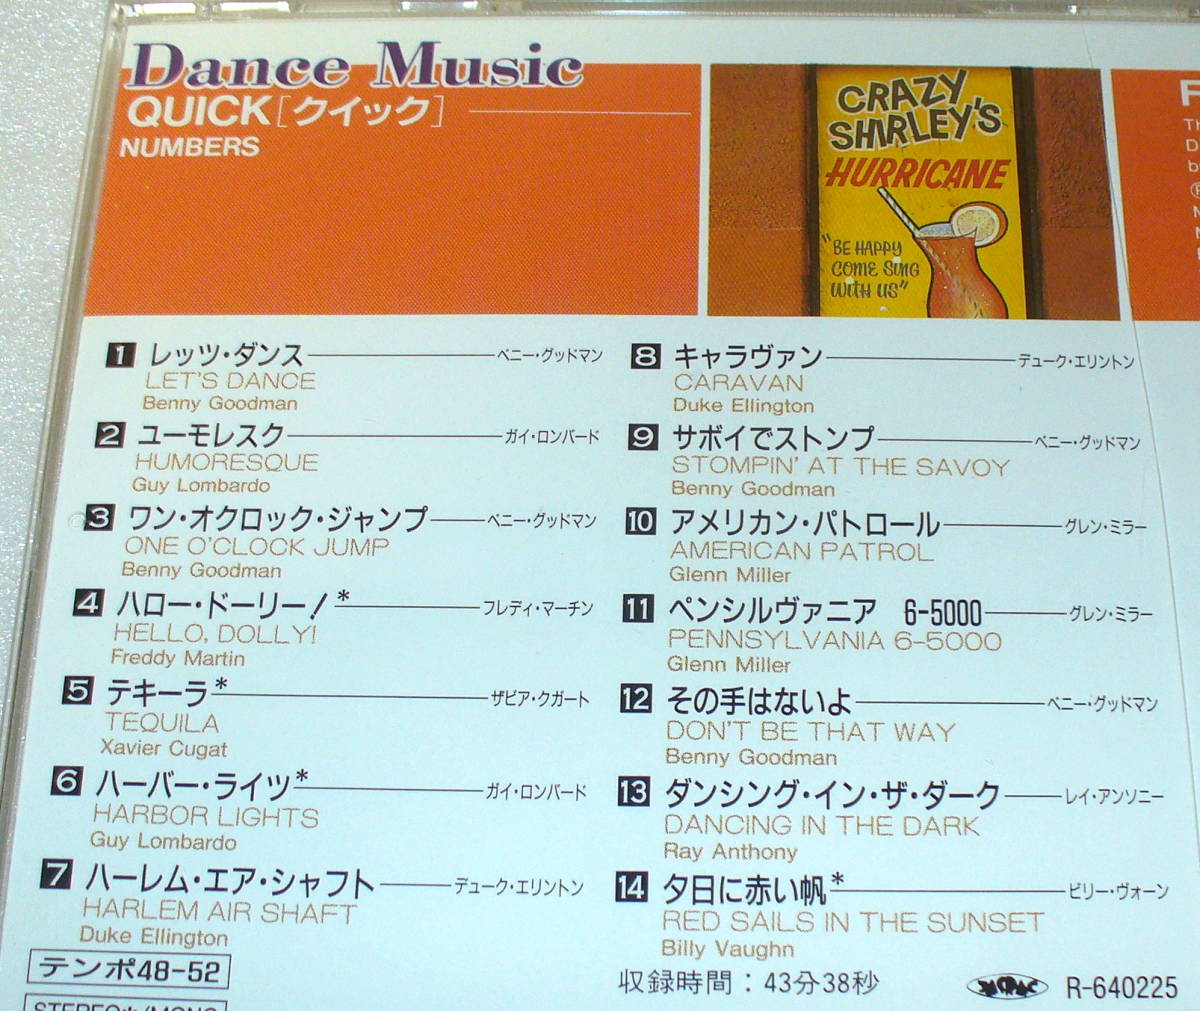 Dance Music
QUICK[クイック]
NUMBERS
CRAZY
SHIRLEY'S
HURRICANE
"BE HAPPY
COME SING
WITH US"
1 レッツ・ダンス ベニー・グッドマン
LET'S DANCE
Benny Goodman
2 ユーモレスク ガイ・ロンバード
HUMORESQUE
Guy Lombardo
3 ワン・オクロック・ジャンプ ベニー・グッドマン
ONE O'CLOCK JUMP
Benny Goodman
4 ハロー・ドーリー!* フレディ・マーチン
HELLO, DOLLY!
Freddy Martin
5 テキーラ* ザビア・クガート
TEQUILA
Xavier Cugat
6 ハーバー・ライツ* ガイ・ロンバード
HARBOR LIGHTS
Guy Lombardo
7 ハーレム・エア・シャフト デューク・エリントン
HARLEM AIR SHAFT
Duke Ellington
テンポ48-52
STEREO*/MONO
8 キャラヴァン デューク・エリントン
CARAVAN
Duke Ellington
9 サボイでストンプ ベニー・グッドマン
STOMPIN' AT THE SAVOY
Benny Goodman
10 アメリカン・パトロール グレン・ミラー
AMERICAN PATROL
Glenn Miller
11 ペンシルヴァニア 6-5000 グレン・ミラー
PENNSYLVANIA 6-5000
Glenn Miller
12 その手はないよ ベニー・グッドマン
DON'T BE THAT WAY
Benny Goodman
13 ダンシング・イン・ザ・ダーク レイ・アンソニー
DANCING IN THE DARK
Ray Anthony
14 夕日に赤い帆* ビリー・ヴォーン
RED SAILS IN THE SUNSET
Billy Vaughn
収録時間:43分38秒
R-640225